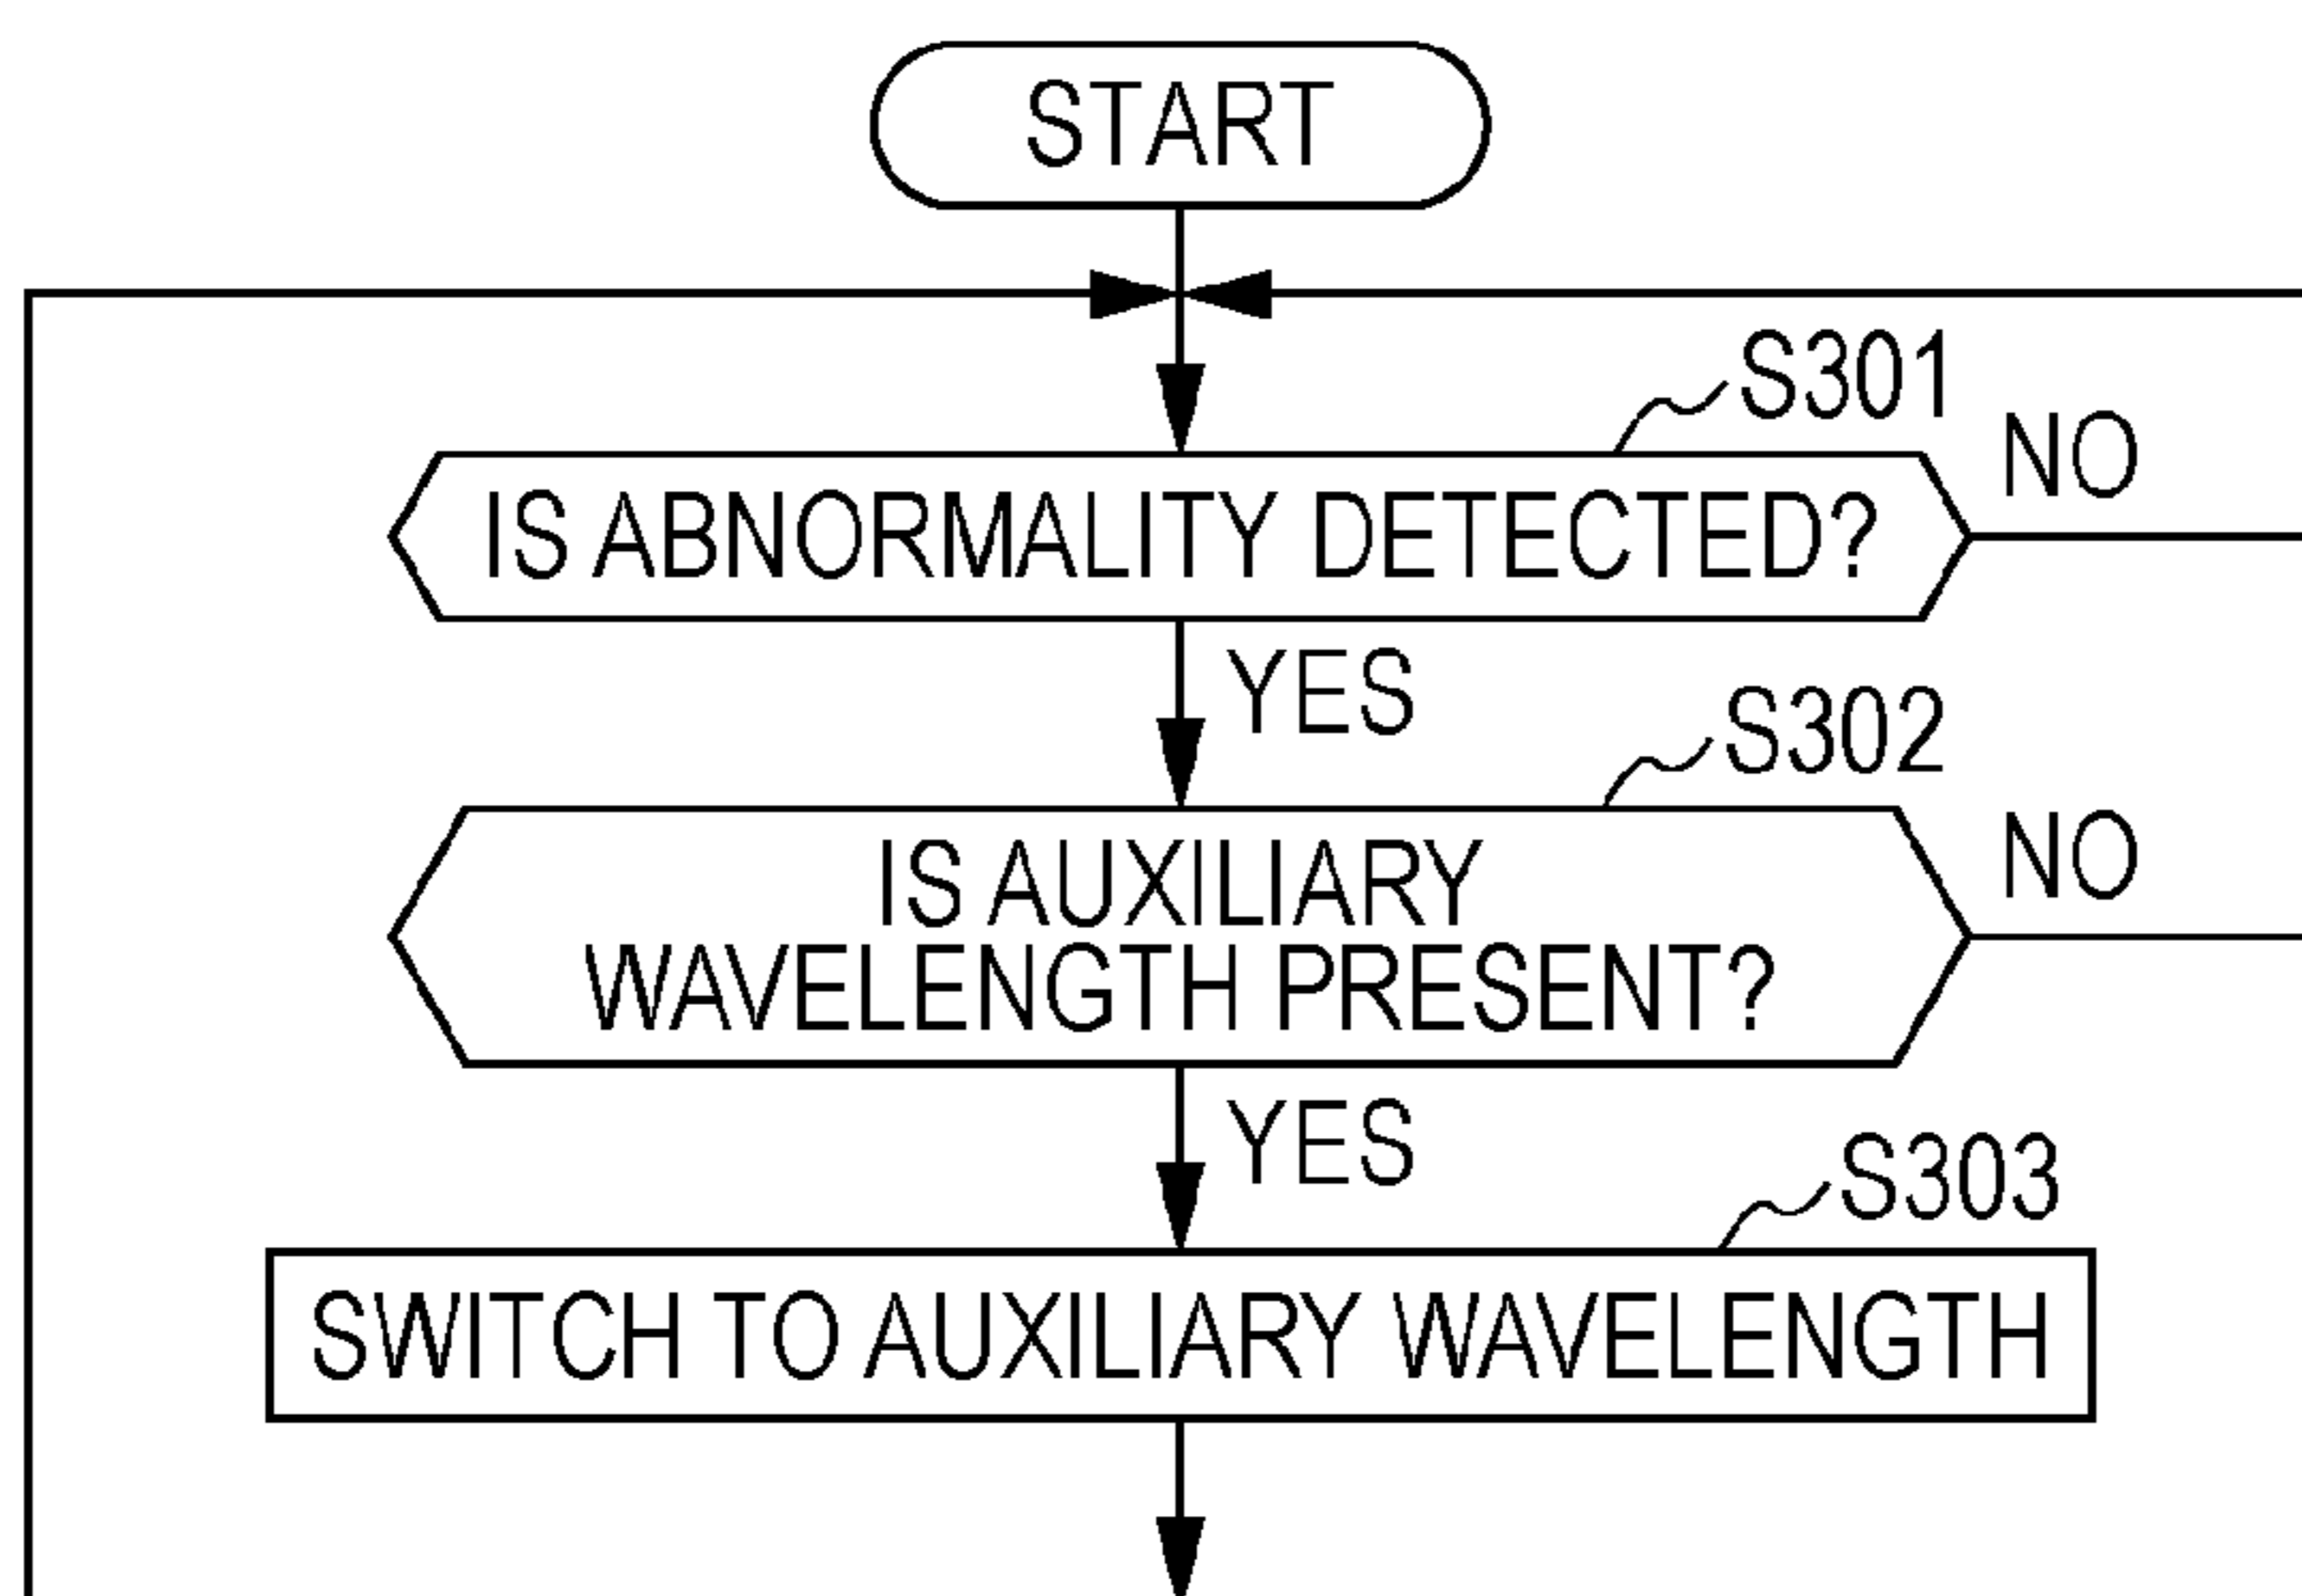 START
S301
NO
IS ABNORMALITY DETECTED?
YES
S302
NO
IS AUXILIARY
WAVELENGTH PRESENT?
YES
S303
SWITCH TO AUXILIARY WAVELENGTH